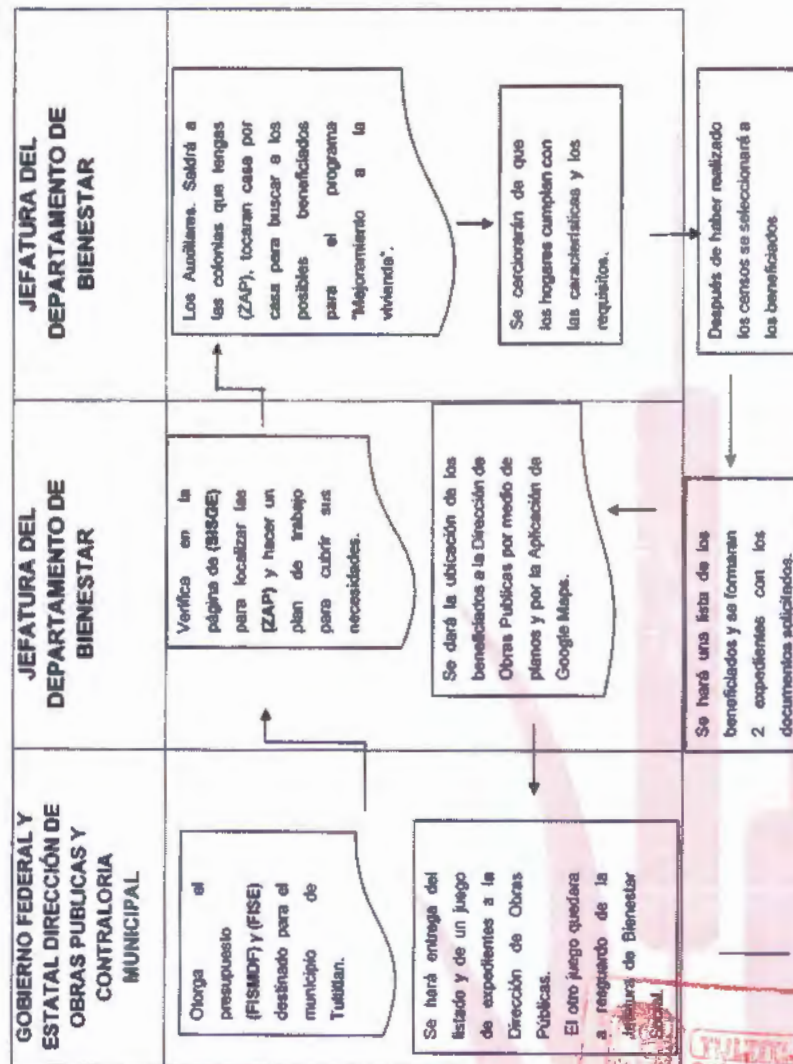 GOBIERNO FEDERAL Y
ESTATAL DIRECCIÓN DE
OBRAS PUBLICAS Y
CONTRALORIA
MUNICIPAL
JEFATURA DEL
DEPARTAMENTO DE
BIENESTAR
JEFATURA DEL
DEPARTAMENTO DE
BIENESTAR
Otorga el
presupuesto
(FISMDF) y (FISE)
destinado para el
municipio de
Tultitlan.
Verifica en la
página de (SISGE)
para localizar las
(ZAP) y hacer un
plan de trabajo
para cubrir sus
necesidades.
Los Auxiliares. Saldrá a
las colonias que tengas
(ZAP), tocaran casa por
casa para buscar a los
posibles beneficiados
para el programa
"Mejoramiento a la
vivienda".
Se cerciorarán de que
los hogares cumplan con
las características y los
requisitos.
Después de haber realizado
los censos se seleccionará a
los beneficiados
Se hará una lista de los
beneficiados y se formarán
2 expedientes con los
documentos solicitados.
Se dará la ubicación de los
beneficiados a la Dirección de
Obras Publicas por medio de
planos y por la Aplicación de
Google Maps.
Se hará entrega del
listado y de un juego
de expedientes a la
Dirección de Obras
Públicas.
El otro juego quedara
a resguardo de la
Jefatura de Bienestar
Social.